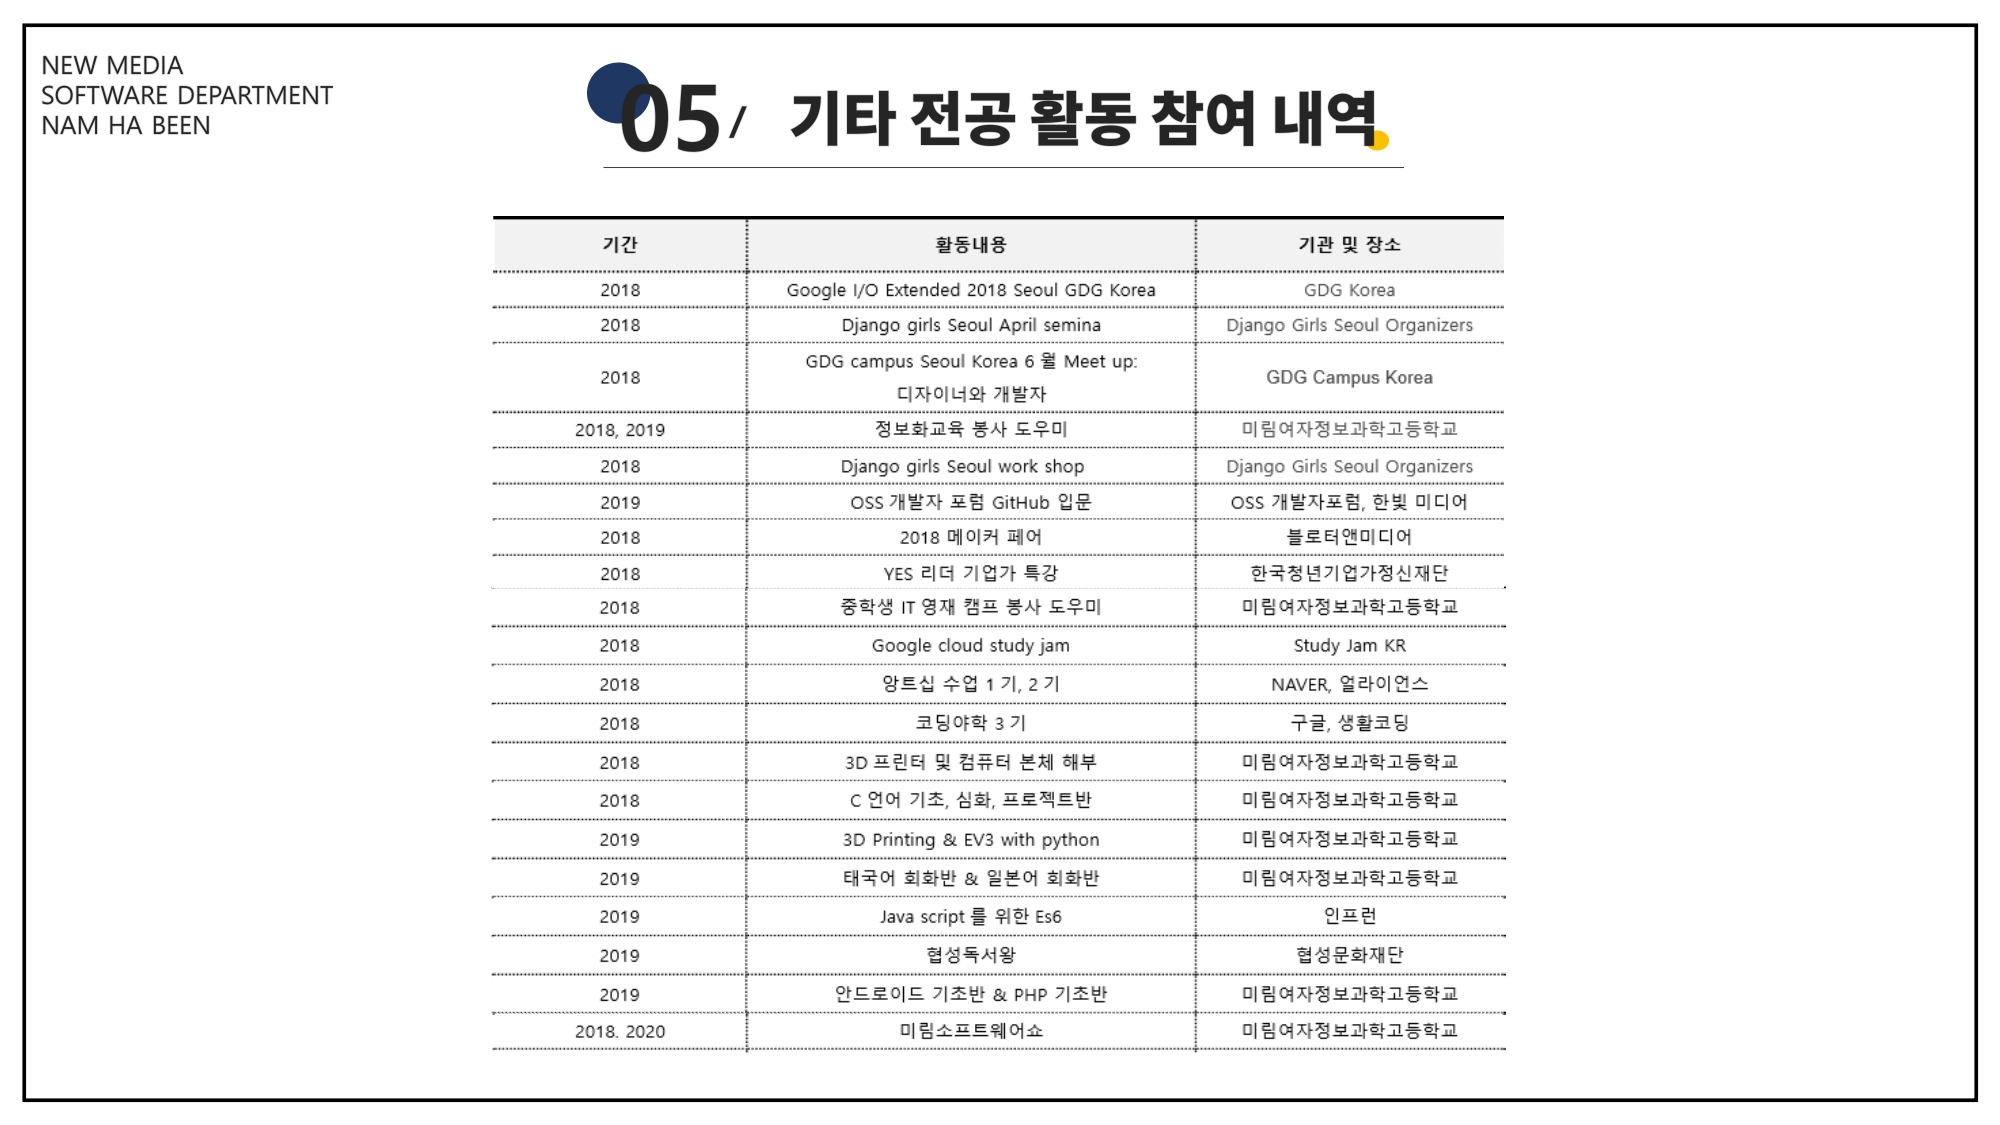 NEW MEDIA
SOFTWARE DEPARTMENT
NAM HA BEEN
05/ 기타 전공 활동 참여 내역
기간 활동내용 기관 및 장소
2018 Google I/O Extended 2018 Seoul GDG Korea GDG Korea
2018 Django girls Seoul April semina Django Girls Seoul Organizers
2018 GDG campus Seoul Korea 6 월 Meet up: GDG Campus Korea
디자이너와 개발자
2018, 2019 정보화교육 봉사 도우미 미림여자정보과학고등학교
2018 Django girls Seoul work shop Django Girls Seoul Organizers
2019 OSS 개발자 포럼 GitHub 입문 OSS 개발자포럼, 한빛 미디어
2018 2018 메이커 페어 블로터앤미디어
2018 YES 리더 기업가 특강 한국청년기업가정신재단
2018 중학생 IT 영재 캠프 봉사 도우미 미림여자정보과학고등학교
2018 Google cloud study jam Study Jam KR
2018 앙트십 수업 1 기, 2 기 NAVER, 얼라이언스
2018 코딩야학 3 기 구글, 생활코딩
2018 3D 프린터 및 컴퓨터 본체 해부 미림여자정보과학고등학교
2018 C 언어 기초, 심화, 프로젝트반 미림여자정보과학고등학교
2019 3D Printing & EV3 with python 미림여자정보과학고등학교
2019 태국어 회화반 & 일본어 회화반 미림여자정보과학고등학교
2019 Java script 를 위한 Es6 인프런
2019 협성독서왕 협성문화재단
2019 안드로이드 기초반 & PHP 기초반 미림여자정보과학고등학교
2018. 2020 미림소프트웨어쇼 미림여자정보과학고등학교